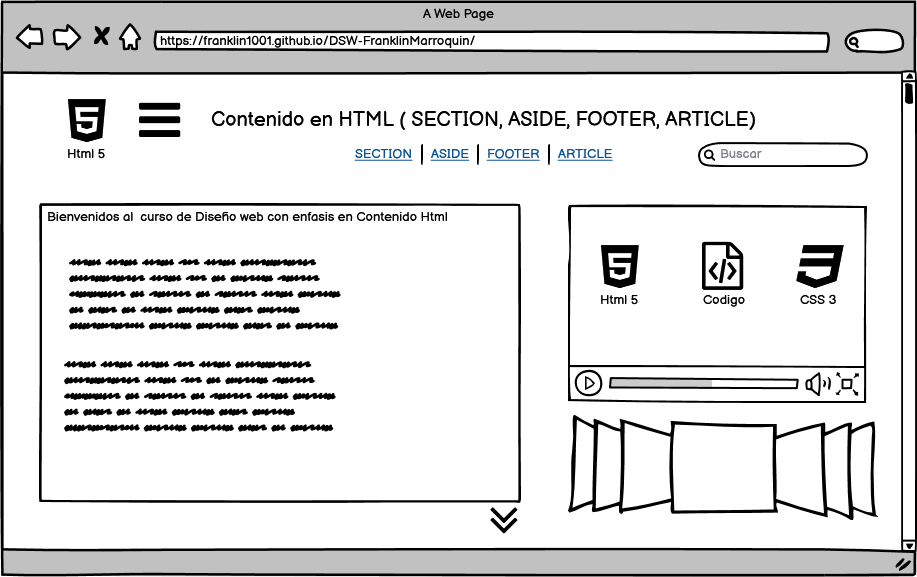 A Web Page
https://franklin1001.github.io/DSW-FranklinMarroquin/
Html 5
Contenido en HTML ( SECTION, ASIDE, FOOTER, ARTICLE)
SECTION | ASIDE | FOOTER | ARTICLE
Buscar
Bienvenidos al curso de Diseño web con enfasis en Contenido Html
Html 5
Codigo
CSS 3